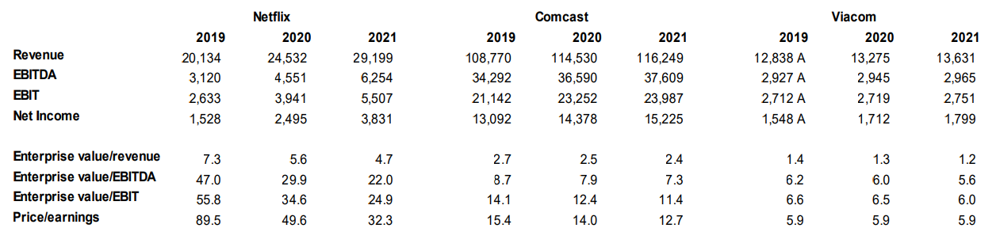 Netflix Comcast Viacom
2019 2020 2021 2019 2020 2021 2019 2020 2021
Revenue 20,134 24,532 29,199 108,770 114,530 116,249 12,838 A 13,275 13,631
EBITDA 3,120 4,551 6,254 34,292 36,590 37,609 2,927 A 2,945 2,965
EBIT 2,633 3,941 5,507 21,142 23,252 23,987 2,712 A 2,719 2,751
Net Income 1,528 2,495 3,831 13,092 14,378 15,225 1,548 A 1,712 1,799
Enterprise value/revenue 7.3 5.6 4.7 2.7 2.5 2.4 1.4 1.3 1.2
Enterprise value/EBITDA 47.0 29.9 22.0 8.7 7.9 7.3 6.2 6.0 5.6
Enterprise value/EBIT 55.8 34.6 24.9 14.1 12.4 11.4 6.6 6.5 6.0
Price/earnings 89.5 49.6 32.3 15.4 14.0 12.7 5.9 5.9 5.9